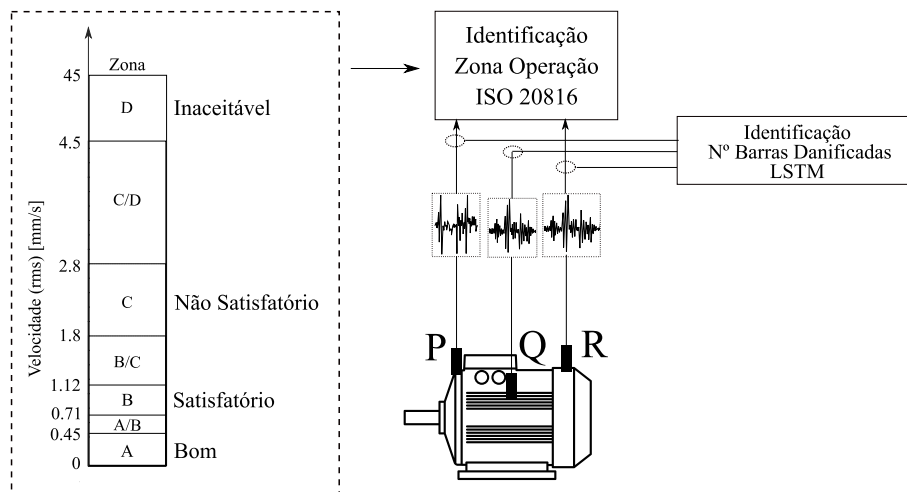 Velocidade (rms) [mm/s]
Zona
45
D
Inaceitável
4.5
C/D
2.8
C
Não Satisfatório
1.8
B/C
1.12
B
Satisfatório
0.71
A/B
0.45
A
Bom
0
Identificação
Zona Operação
ISO 20816
Identificação
Nº Barras Danificadas
LSTM
P
Q
R